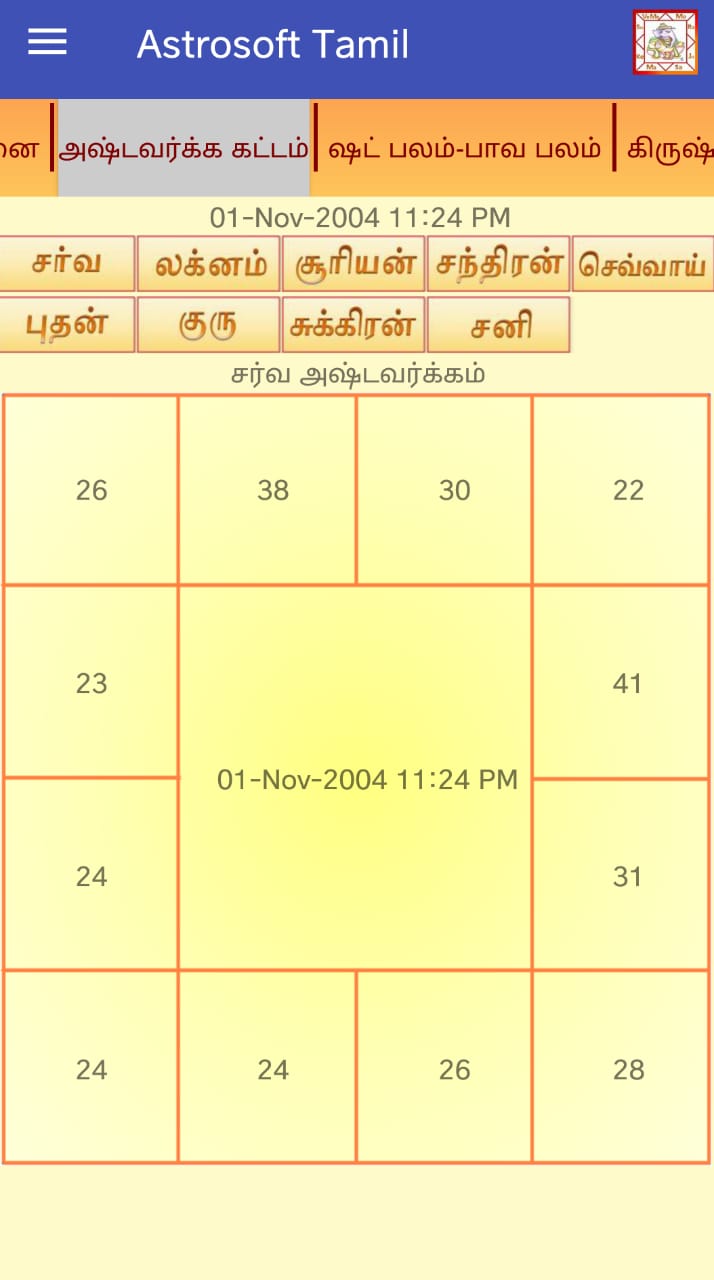 Astrosoft Tamil
னை அஷ்டவர்க்க கட்டம் ஷட் பலம்-பாவ பலம் கிருஷ்
01-Nov-2004 11:24 PM
சர்வ லக்னம் சூரியன் சந்திரன் செவ்வாய்
புதன் குரு சுக்கிரன் சனி
சர்வ அஷ்டவர்க்கம்
26 38 30 22
23 41
01-Nov-2004 11:24 PM
24 31
24 24 26 28